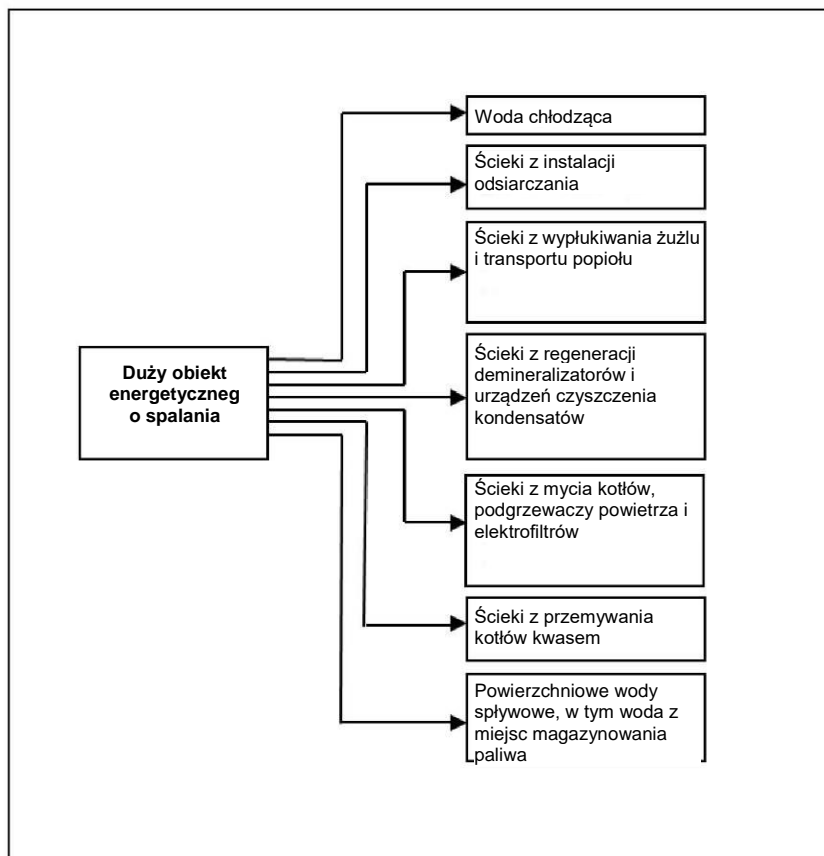 Woda chłodząca
Ścieki z instalacji
odsiarczania
Ścieki z wypłukiwania żużlu
i transportu popiołu
Duży obiekt
energetyczneg
o spalania
Ścieki z regeneracji
demineralizatorów i
urządzeń czyszczenia
kondensatów
Ścieki z mycia kotłów,
podgrzewaczy powietrza i
elektrofiltrów
Ścieki z przemywania
kotłów kwasem
Powierzchniowe wody
spływowe, w tym woda z
miejsc magazynowania
paliwa